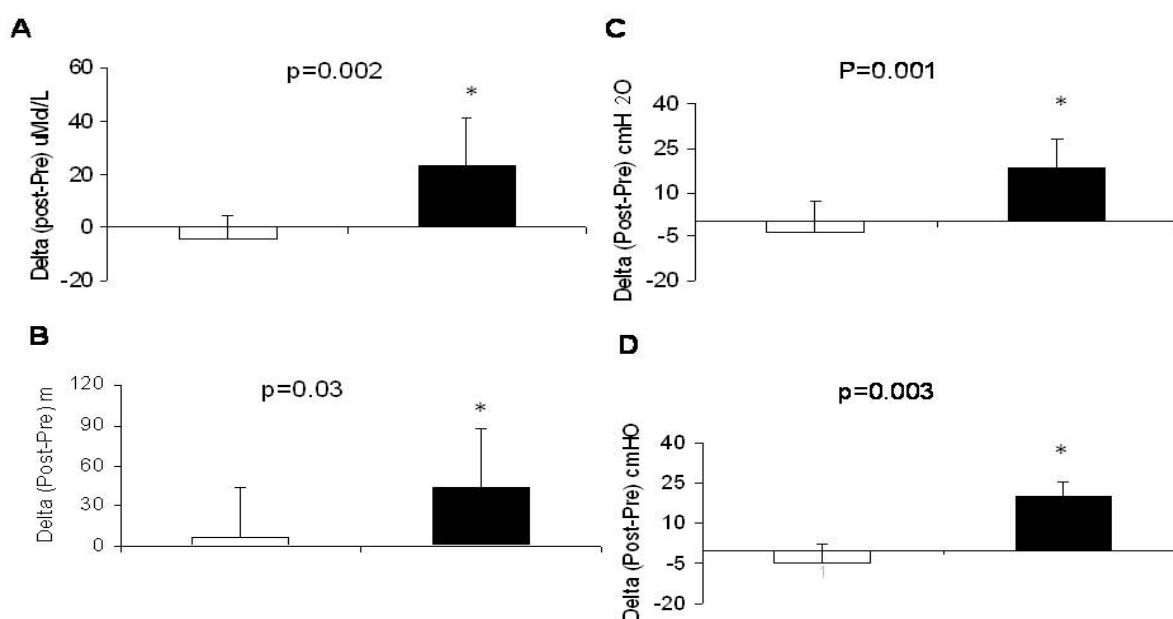 A
p=0.002
Delta (post-Pre) uMd/L
60
40
20
0
-20
*
B
p=0.03
Delta (Post-Pre) m
120
90
60
30
0
*
C
P=0.001
Delta (Post-Pre) cmH 2O
40
25
10
-5
-20
*
D
p=0.003
Delta (Post-Pre) cmHO
40
25
10
-5
-20
*
1